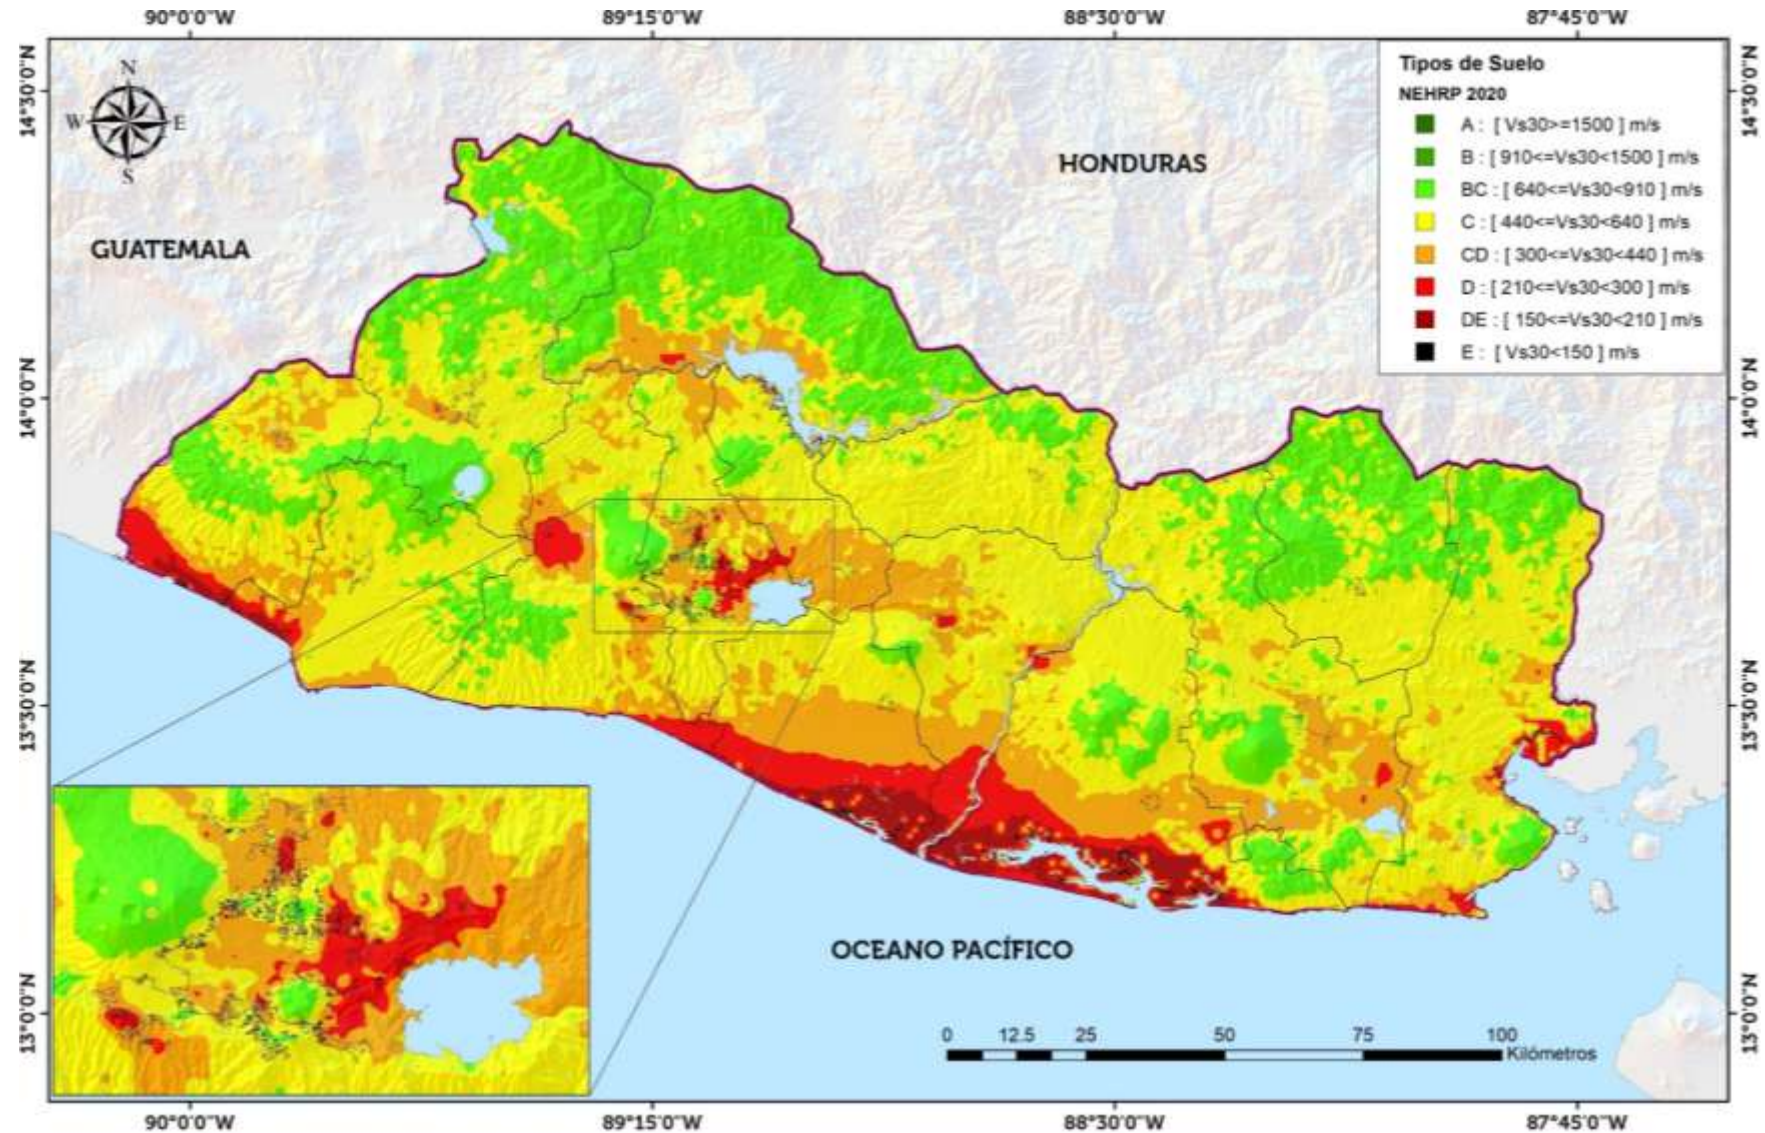 90°0'0"W 89°15'0"W 88°30'0"W 87°45'0"W
14°30'0"N
14°30'0"N
Tipos de Suelo
NEHRP 2020
A : [ Vs30>=1500 ] m/s
B : [ 910<=Vs30<1500 ] m/s
BC : [ 640<=Vs30<910 ] m/s
C : [ 440<=Vs30<640 ] m/s
CD : [ 300<=Vs30<440 ] m/s
D : [ 210<=Vs30<300 ] m/s
DE : [ 150<=Vs30<210 ] m/s
E : [ Vs30<150 ] m/s
N
W E
S
HONDURAS
GUATEMALA
14°0'0"N
14°0'0"N
13°30'0"N
13°30'0"N
OCEANO PACÍFICO
13°0'0"N
13°0'0"N
0 12.5 25 50 75 100
Kilómetros
90°0'0"W 89°15'0"W 88°30'0"W 87°45'0"W